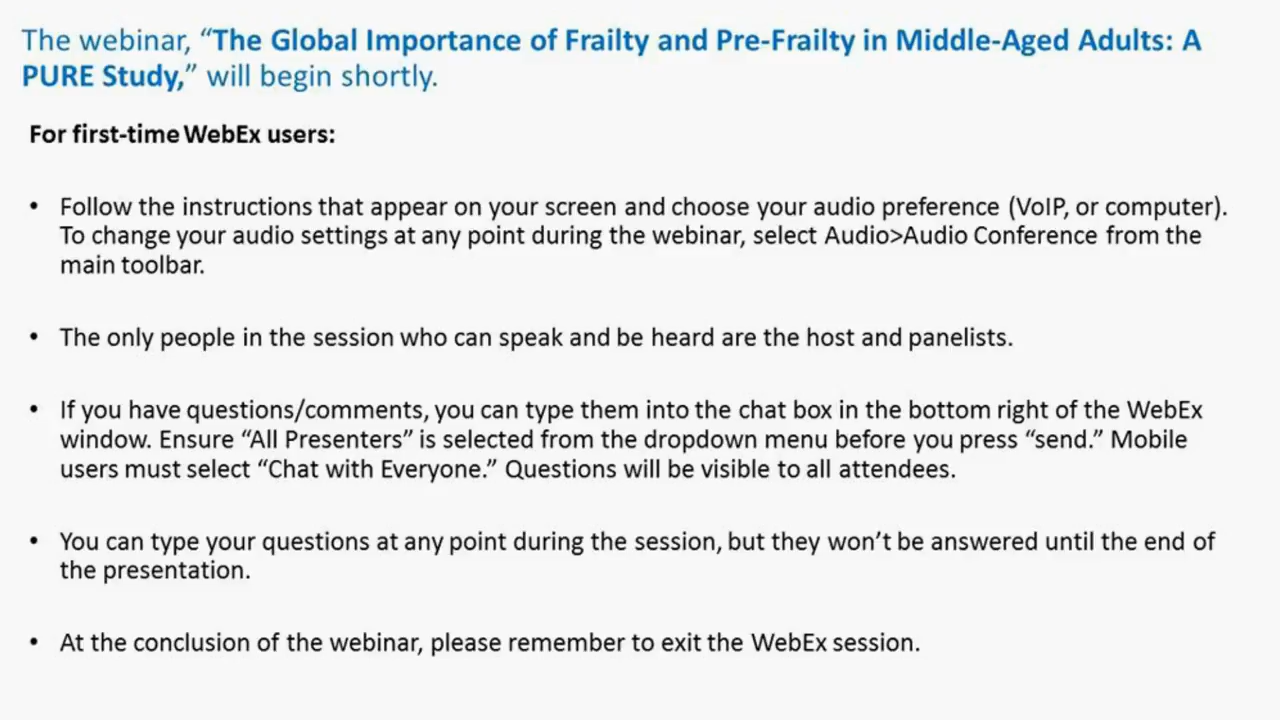 The webinar, “The Global Importance of Frailty and Pre-Frailty in Middle-Aged Adults: A
PURE Study,” will begin shortly.
For first-time WebEx users:
• Follow the instructions that appear on your screen and choose your audio preference (VoIP, or computer).
To change your audio settings at any point during the webinar, select Audio>Audio Conference from the
main toolbar.
• The only people in the session who can speak and be heard are the host and panelists.
• If you have questions/comments, you can type them into the chat box in the bottom right of the WebEx
window. Ensure “All Presenters” is selected from the dropdown menu before you press “send.” Mobile
users must select “Chat with Everyone.” Questions will be visible to all attendees.
• You can type your questions at any point during the session, but they won’t be answered until the end of
the presentation.
• At the conclusion of the webinar, please remember to exit the WebEx session.